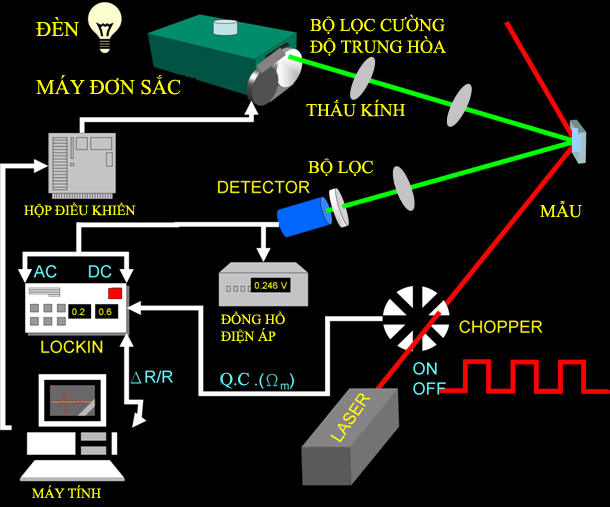 ĐÈN
BỘ LỌC CƯỜNG
ĐỘ TRUNG HÒA
MÁY ĐƠN SẮC
THẤU KÍNH
BỘ LỌC
DETECTOR
HỘP ĐIỀU KHIỂN
MẪU
AC
DC
0.246 V
0.2
0.6
ĐỒNG HỒ
ĐIỆN ÁP
CHOPPER
LOCKIN
ΔR/R
Q.C .(Ωm)
ON
OFF
LASER
MÁY TÍNH